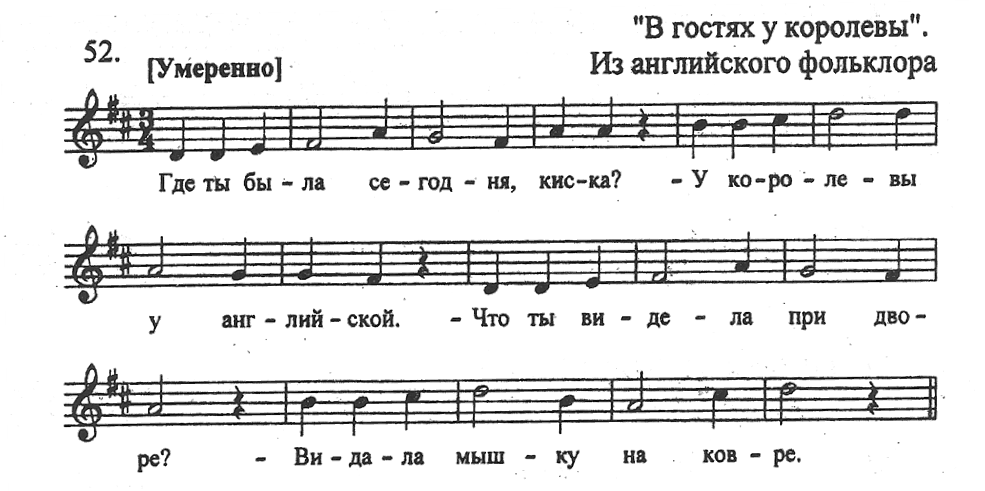 "В гостях у королевы".
52.
[Умеренно]
Из английского фольклора
3
4
Где ты бы - ла се - год - ня, кис - ка? - У ко - ро - ле - вы
у анг - лий - ской. - Что ты ви - де - ла при дво -
ре? - Ви - да - ла мыш - ку на ков - ре.